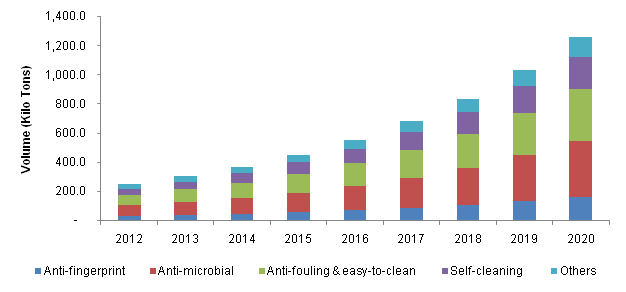 1,400.0
1,200.0
1,000.0
800.0
600.0
400.0
200.0
-
Volume (Kilo Tons)
2012 2013 2014 2015 2016 2017 2018 2019 2020
Anti-fingerprint Anti-microbial Anti-fouling & easy-to-clean Self-cleaning Others